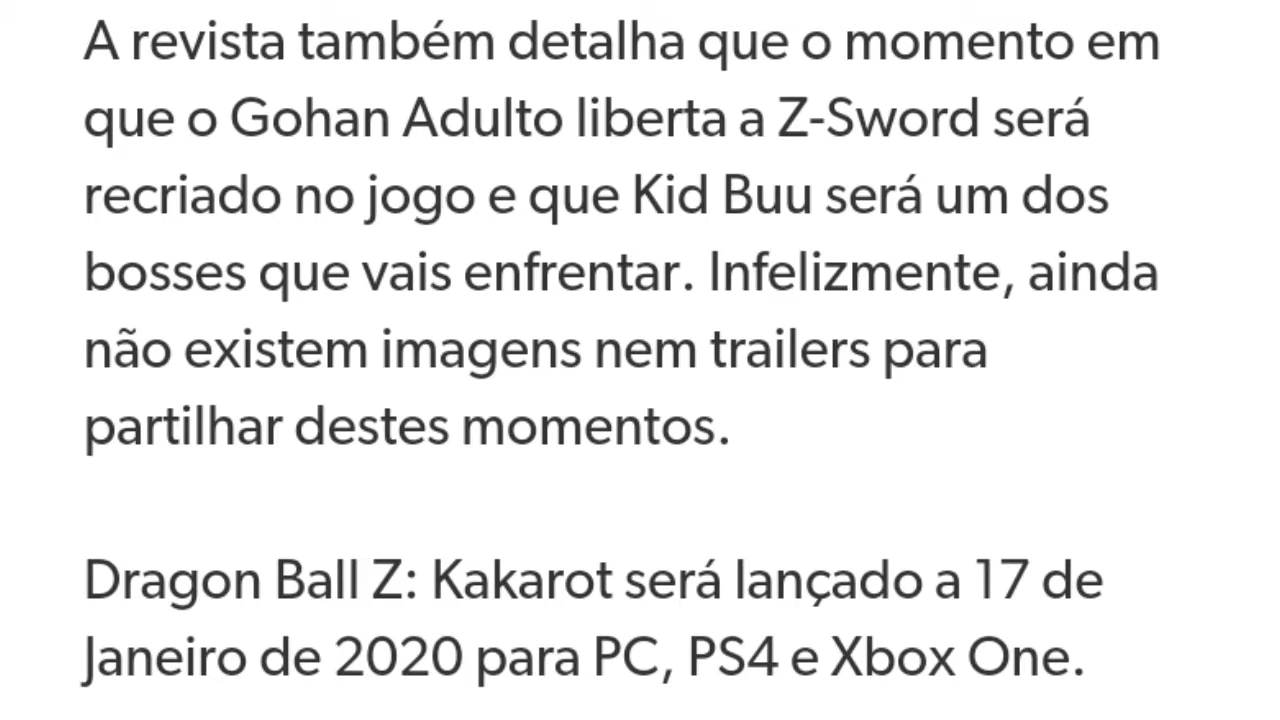 A revista também detalha que o momento em
que o Gohan Adulto liberta a Z-Sword será
recriado no jogo e que Kid Buu será um dos
bosses que vais enfrentar. Infelizmente, ainda
não existem imagens nem trailers para
partilhar destes momentos.
Dragon Ball Z: Kakarot será lançado a 17 de
Janeiro de 2020 para PC, PS4 e Xbox One.